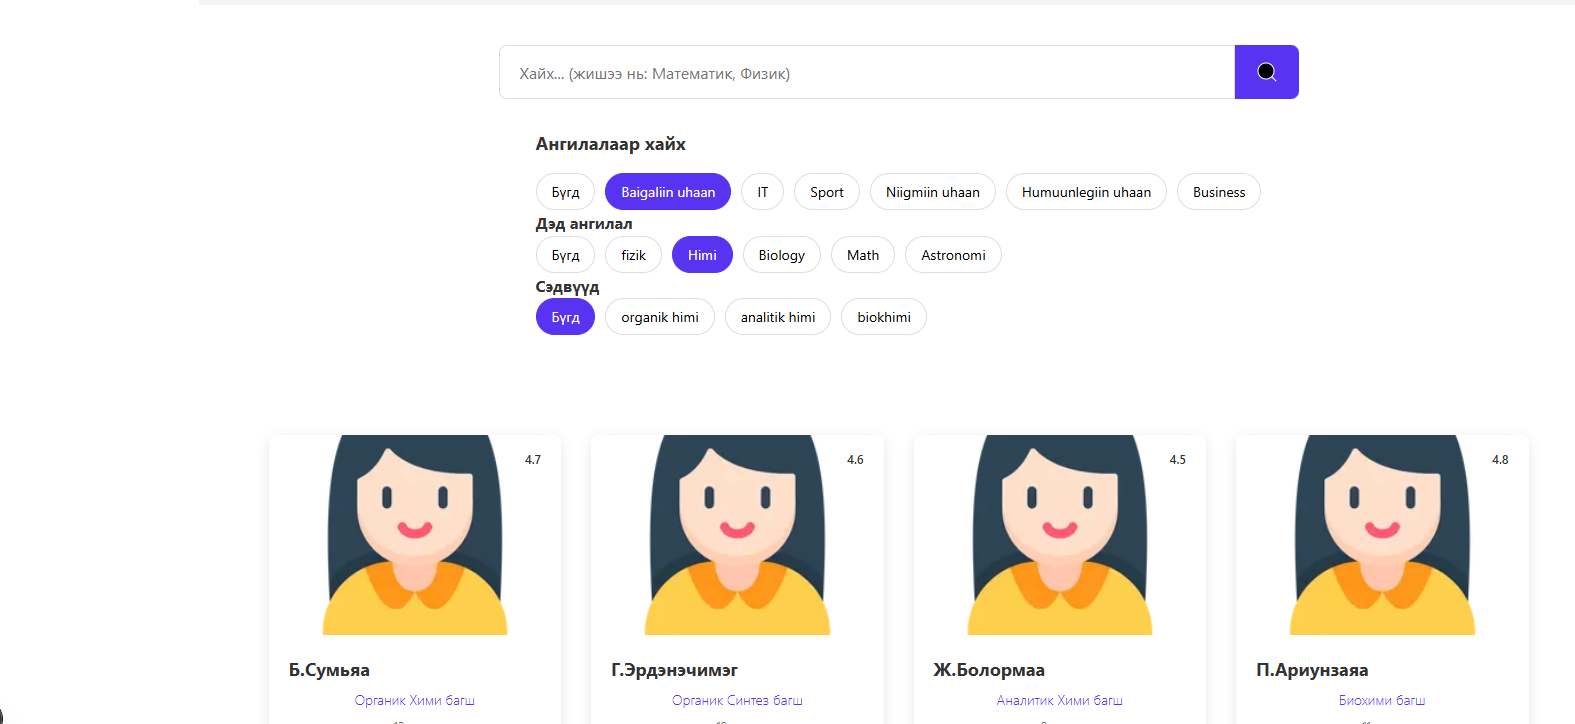 Хайх... (жишээ нь: Математик, Физик)
Ангилалаар хайх
Бүгд Baigaliin uhaan IT Sport Niigmiin uhaan Humuunlegiin uhaan Business
Дэд ангилал
Бүгд fizik Himi Biology Math Astronomi
Сэдвүүд
Бүгд organik himi analitik himi biokhimi
4.7 4.6 4.5 4.8
Б.Сумьяа Г.Эрдэнэчимэг Ж.Болормаа П.Ариунзаяа
Органик Хими багш Органик Синтез багш Аналитик Хими багш Биохими багш